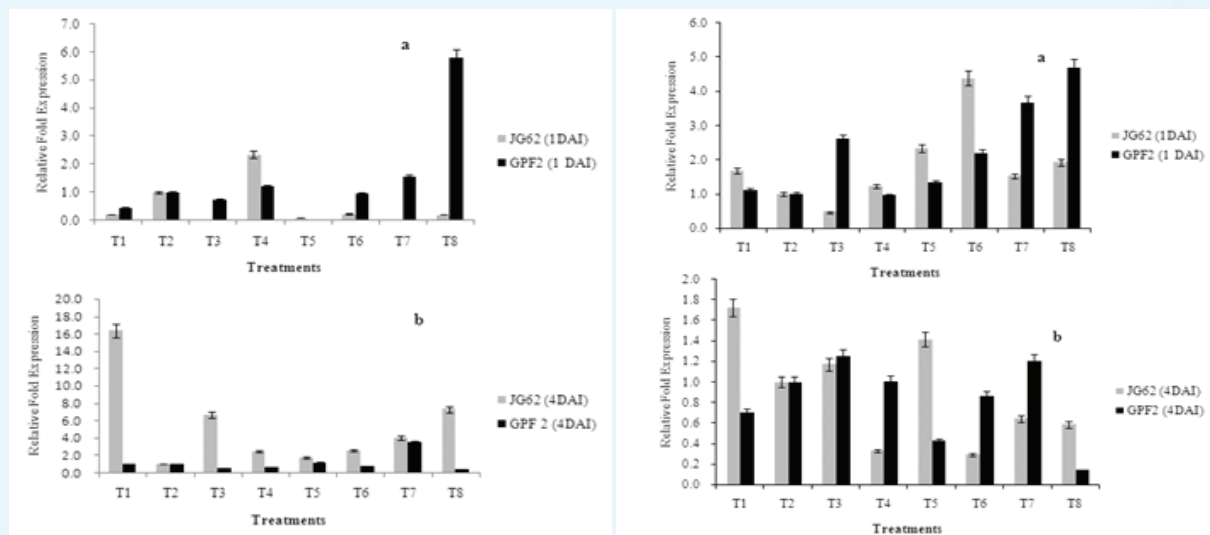 7.0
6.0
5.0
4.0
3.0
2.0
1.0
0.0
Relative Fold Expression
a
JG62 (1DAI)
GPF2 (1 DAI)
T1 T2 T3 T4 T5 T6 T7 T8
Treatments
20.0
18.0
16.0
14.0
12.0
10.0
8.0
6.0
4.0
2.0
0.0
Relative Fold Expression
b
JG62 (4DAI)
GPF 2 (4DAI)
T1 T2 T3 T4 T5 T6 T7 T8
Treatments
6.0
5.0
4.0
3.0
2.0
1.0
0.0
Relative Fold Expression
a
JG62 (1DAI)
GPF2 (1 DAI)
T1 T2 T3 T4 T5 T6 T7 T8
Treatments
2.0
1.8
1.6
1.4
1.2
1.0
0.8
0.6
0.4
0.2
0.0
Relative Fold Expression
b
JG62 (4DAI)
GPF2 (4DAI)
T1 T2 T3 T4 T5 T6 T7 T8
Treatments